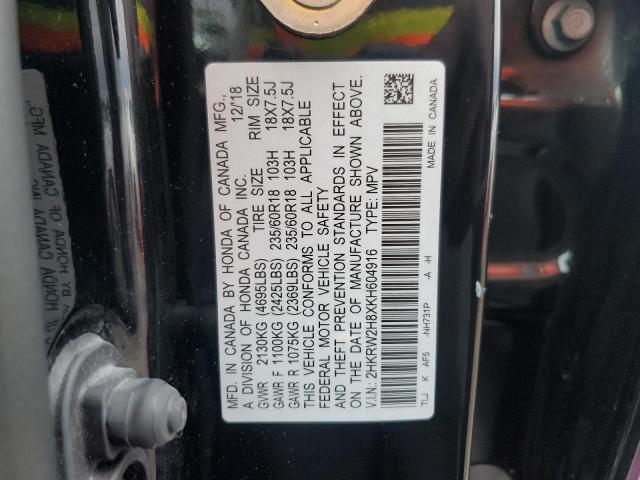 MFD. IN CANADA BY HONDA OF CANADA MFG.,
A DIVISION OF HONDA CANADA INC. 12/18
TIRE SIZE RIM SIZE
GVWR 2130KG (4695LBS)
GAWR F 1100KG (2425LBS) 235/60R18 103H 18X7.5J
GAWR R 1075KG (2369LBS) 235/60R18 103H 18X7.5J
THIS VEHICLE CONFORMS TO ALL APPLICABLE
FEDERAL MOTOR VEHICLE SAFETY
AND THEFT PREVENTION STANDARDS IN EFFECT
ON THE DATE OF MANUFACTURE SHOWN ABOVE.
V.I.N.: 2HKRW2H8XKH604916 TYPE: MPV
TLJ K AF5 -NH731P -A -H
MADE IN CANADA